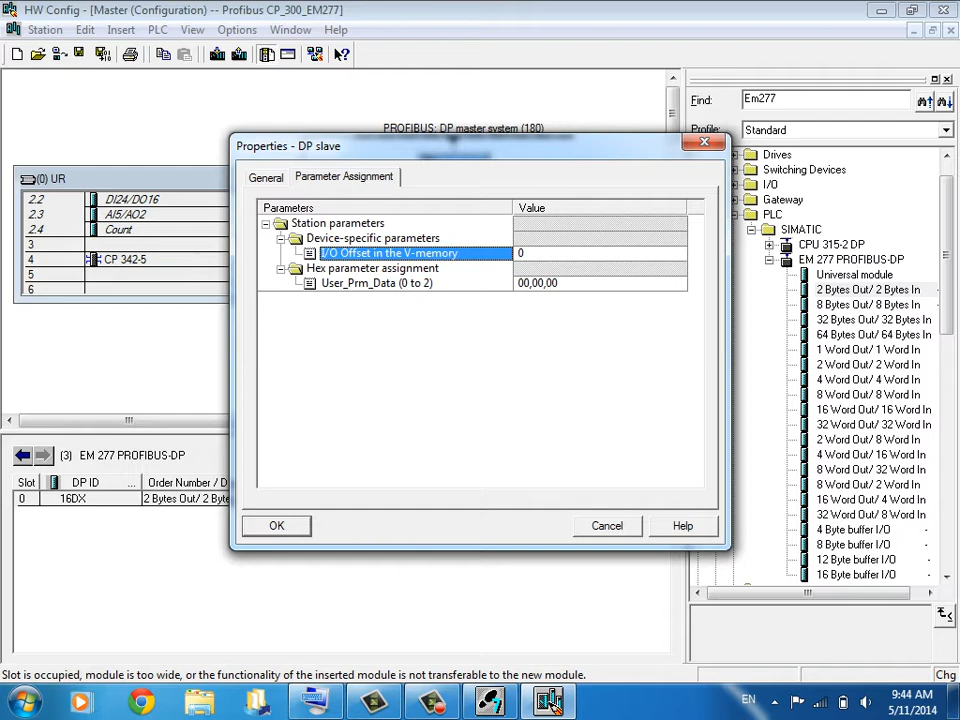 HW Config - [Master (Configuration) -- Profibus CP_300_EM277]
Station Edit Insert PLC View Options Window Help
PROFIBUS: DP master system (180)
(0) UR
2.2 DI24/DO16
2.3 AI5/AO2
2.4 Count
3
4 CP 342-5
5
6
Find: Em277
Profile: Standard
Drives
Switching Devices
I/O
Gateway
PLC
SIMATIC
CPU 315-2 DP
EM 277 PROFIBUS-DP
Universal module
2 Bytes Out/ 2 Bytes In
8 Bytes Out/ 8 Bytes In
32 Bytes Out/ 32 Bytes In
64 Bytes Out/ 64 Bytes In
1 Word Out/ 1 Word In
2 Word Out/ 2 Word In
4 Word Out/ 4 Word In
8 Word Out/ 8 Word In
16 Word Out/ 16 Word In
32 Word Out/ 32 Word In
2 Word Out/ 8 Word In
4 Word Out/ 16 Word In
8 Word Out/ 32 Word In
8 Word Out/ 2 Word In
16 Word Out/ 4 Word In
32 Word Out/ 8 Word In
4 Byte buffer I/O
8 Byte buffer I/O
12 Byte buffer I/O
16 Byte buffer I/O
Properties - DP slave
General Parameter Assignment
Parameters Value
Station parameters
Device-specific parameters
I/O Offset in the V-memory 0
Hex parameter assignment
User_Prm_Data (0 to 2) 00,00,00
OK Cancel Help
(3) EM 277 PROFIBUS-DP
Slot DP ID ... Order Number / D
0 16DX 2 Bytes Out/ 2 Byt
Slot is occupied, module is too wide, or the functionality of the inserted module is not transferable to the new module.
Chg
EN
9:44 AM
5/11/2014